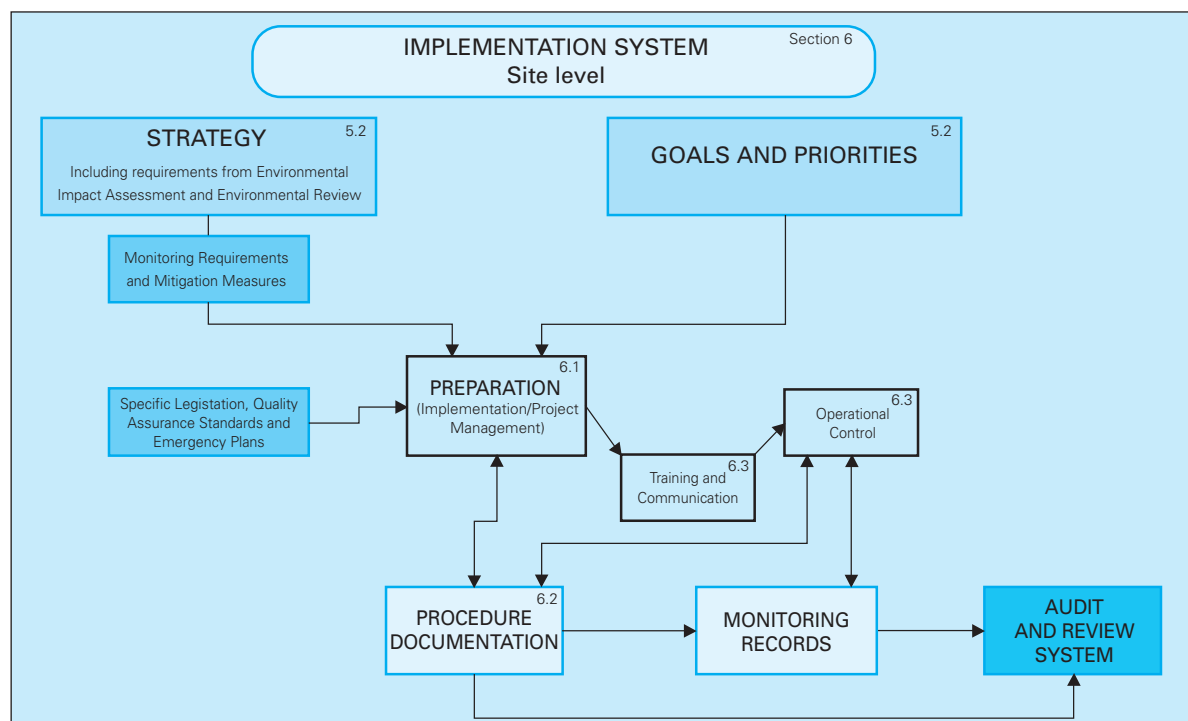 IMPLEMENTATION SYSTEM
Section 6
Site level
STRATEGY
5.2
Including requirements from Environmental
Impact Assessment and Environmental Review
5.2
GOALS AND PRIORITIES
Monitoring Requirements
and Mitigation Measures
6.1
PREPARATION
(Implementation/Project
Management)
Specific Legistation, Quality
Assurance Standards and
Emergency Plans
6.3
Operational
Control
6.3
Training and
Communication
6.2
PROCEDURE
DOCUMENTATION
MONITORING
RECORDS
AUDIT
AND REVIEW
SYSTEM